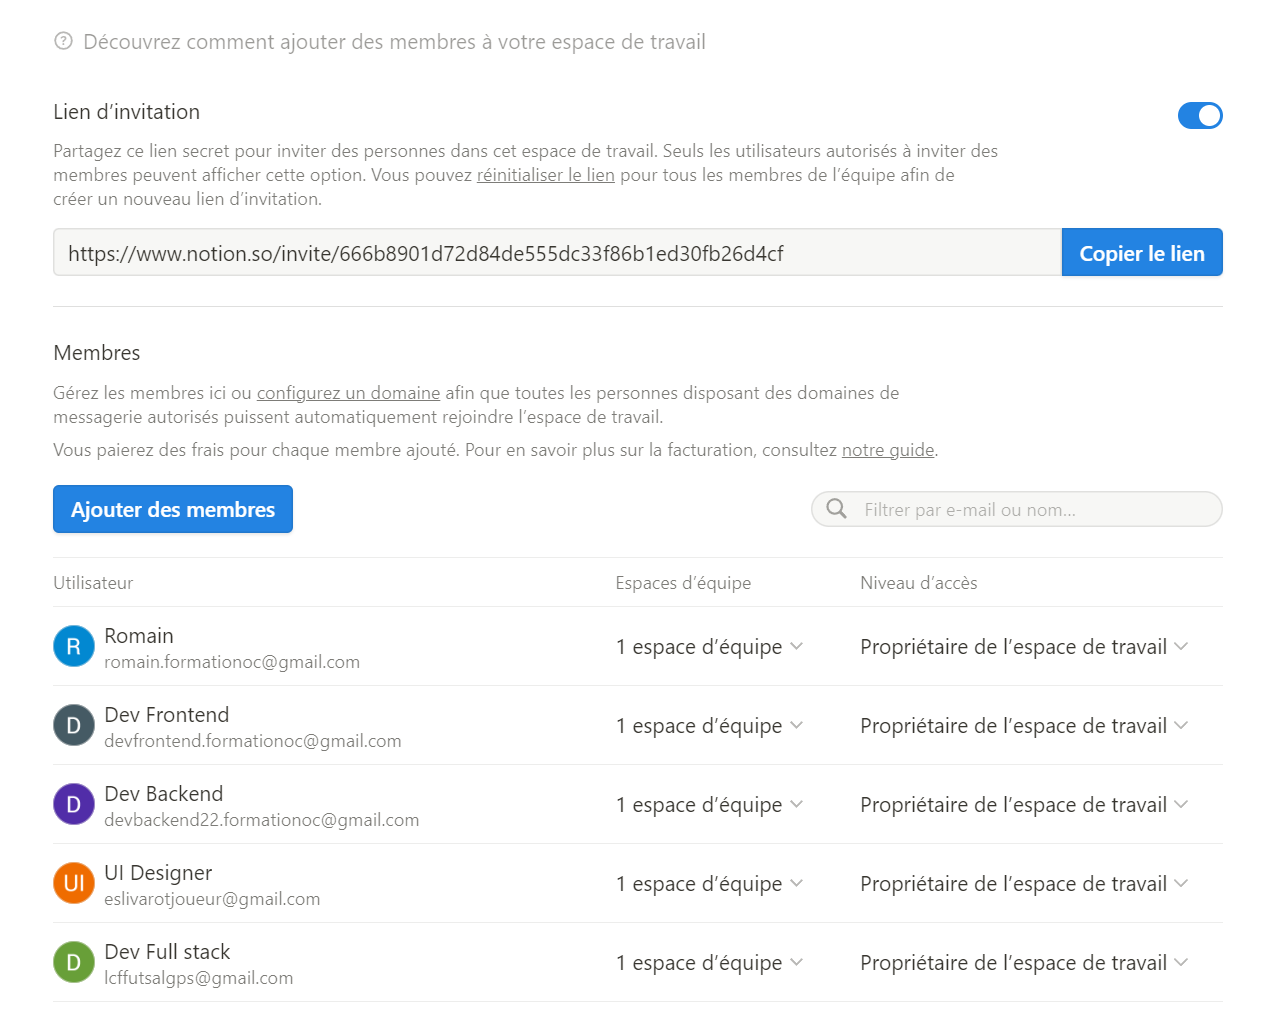 Découvrez comment ajouter des membres à votre espace de travail
Lien d’invitation
Partagez ce lien secret pour inviter des personnes dans cet espace de travail. Seuls les utilisateurs autorisés à inviter des
membres peuvent afficher cette option. Vous pouvez réinitialiser le lien pour tous les membres de l’équipe afin de
créer un nouveau lien d’invitation.
https://www.notion.so/invite/666b8901d72d84de555dc33f86b1ed30fb26d4cf
Copier le lien
Membres
Gérez les membres ici ou configurez un domaine afin que toutes les personnes disposant des domaines de
messagerie autorisés puissent automatiquement rejoindre l’espace de travail.
Vous paierez des frais pour chaque membre ajouté. Pour en savoir plus sur la facturation, consultez notre guide.
Ajouter des membres
Filtrer par e-mail ou nom...
Utilisateur Espaces d’équipe Niveau d’accès
R Romain 1 espace d’équipe Propriétaire de l’espace de travail
romain.formationoc@gmail.com
D Dev Frontend 1 espace d’équipe Propriétaire de l’espace de travail
devfrontend.formationoc@gmail.com
D Dev Backend 1 espace d’équipe Propriétaire de l’espace de travail
devbackend22.formationoc@gmail.com
UI UI Designer 1 espace d’équipe Propriétaire de l’espace de travail
eslivarotjoueur@gmail.com
D Dev Full stack 1 espace d’équipe Propriétaire de l’espace de travail
lcffutsalgps@gmail.com